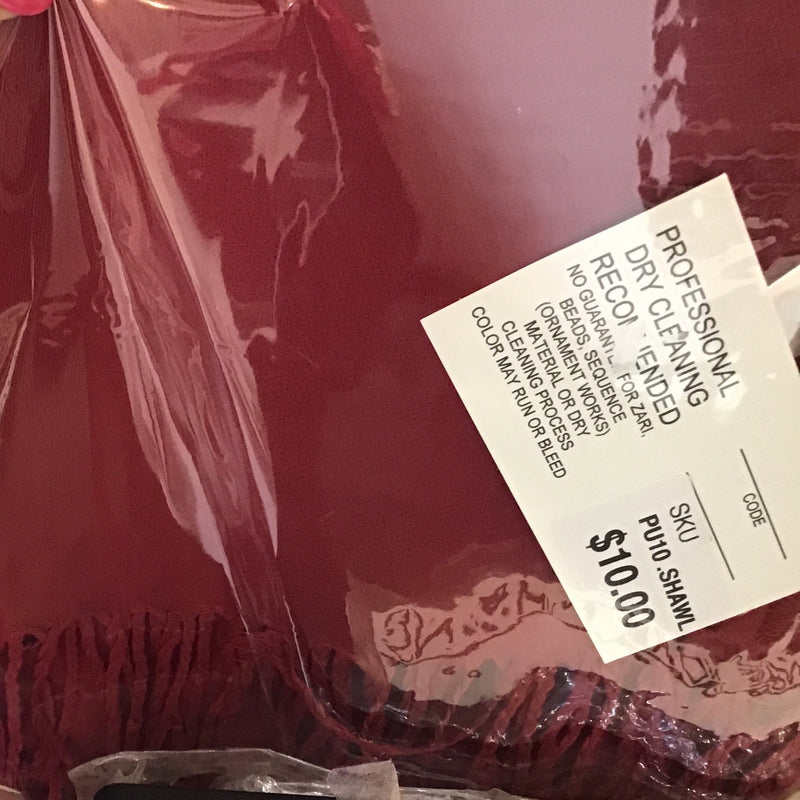 PROFESSIONAL
DRY CLEANING
RECOMMENDED
NO GUARANTEE FOR ZARI,
BEADS, SEQUENCE
(ORNAMENT WORKS)
MATERIAL OR DRY
CLEANING PROCESS
COLOR MAY RUN OR BLEED
CODE
SKU
PU10 .SHAWL
$10.00